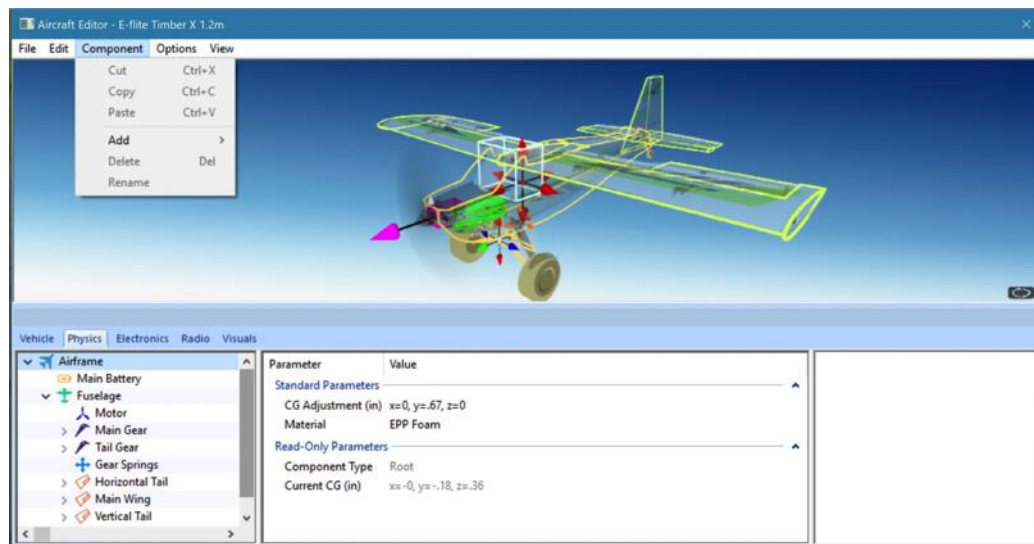 Aircraft Editor - E-flite Timber X 1.2m
File Edit Component Options View
Cut Ctrl+X
Copy Ctrl+C
Paste Ctrl+V
Add
Delete Del
Rename
Vehicle Physics Electronics Radio Visuals
Airframe
Main Battery
Fuselage
Motor
Main Gear
Tail Gear
Gear Springs
Horizontal Tail
Main Wing
Vertical Tail
Parameter Value
Standard Parameters
CG Adjustment (in) x=0, y=.67, z=0
Material EPP Foam
Read-Only Parameters
Component Type Root
Current CG (in) x=-0, y=-.18, z=.36